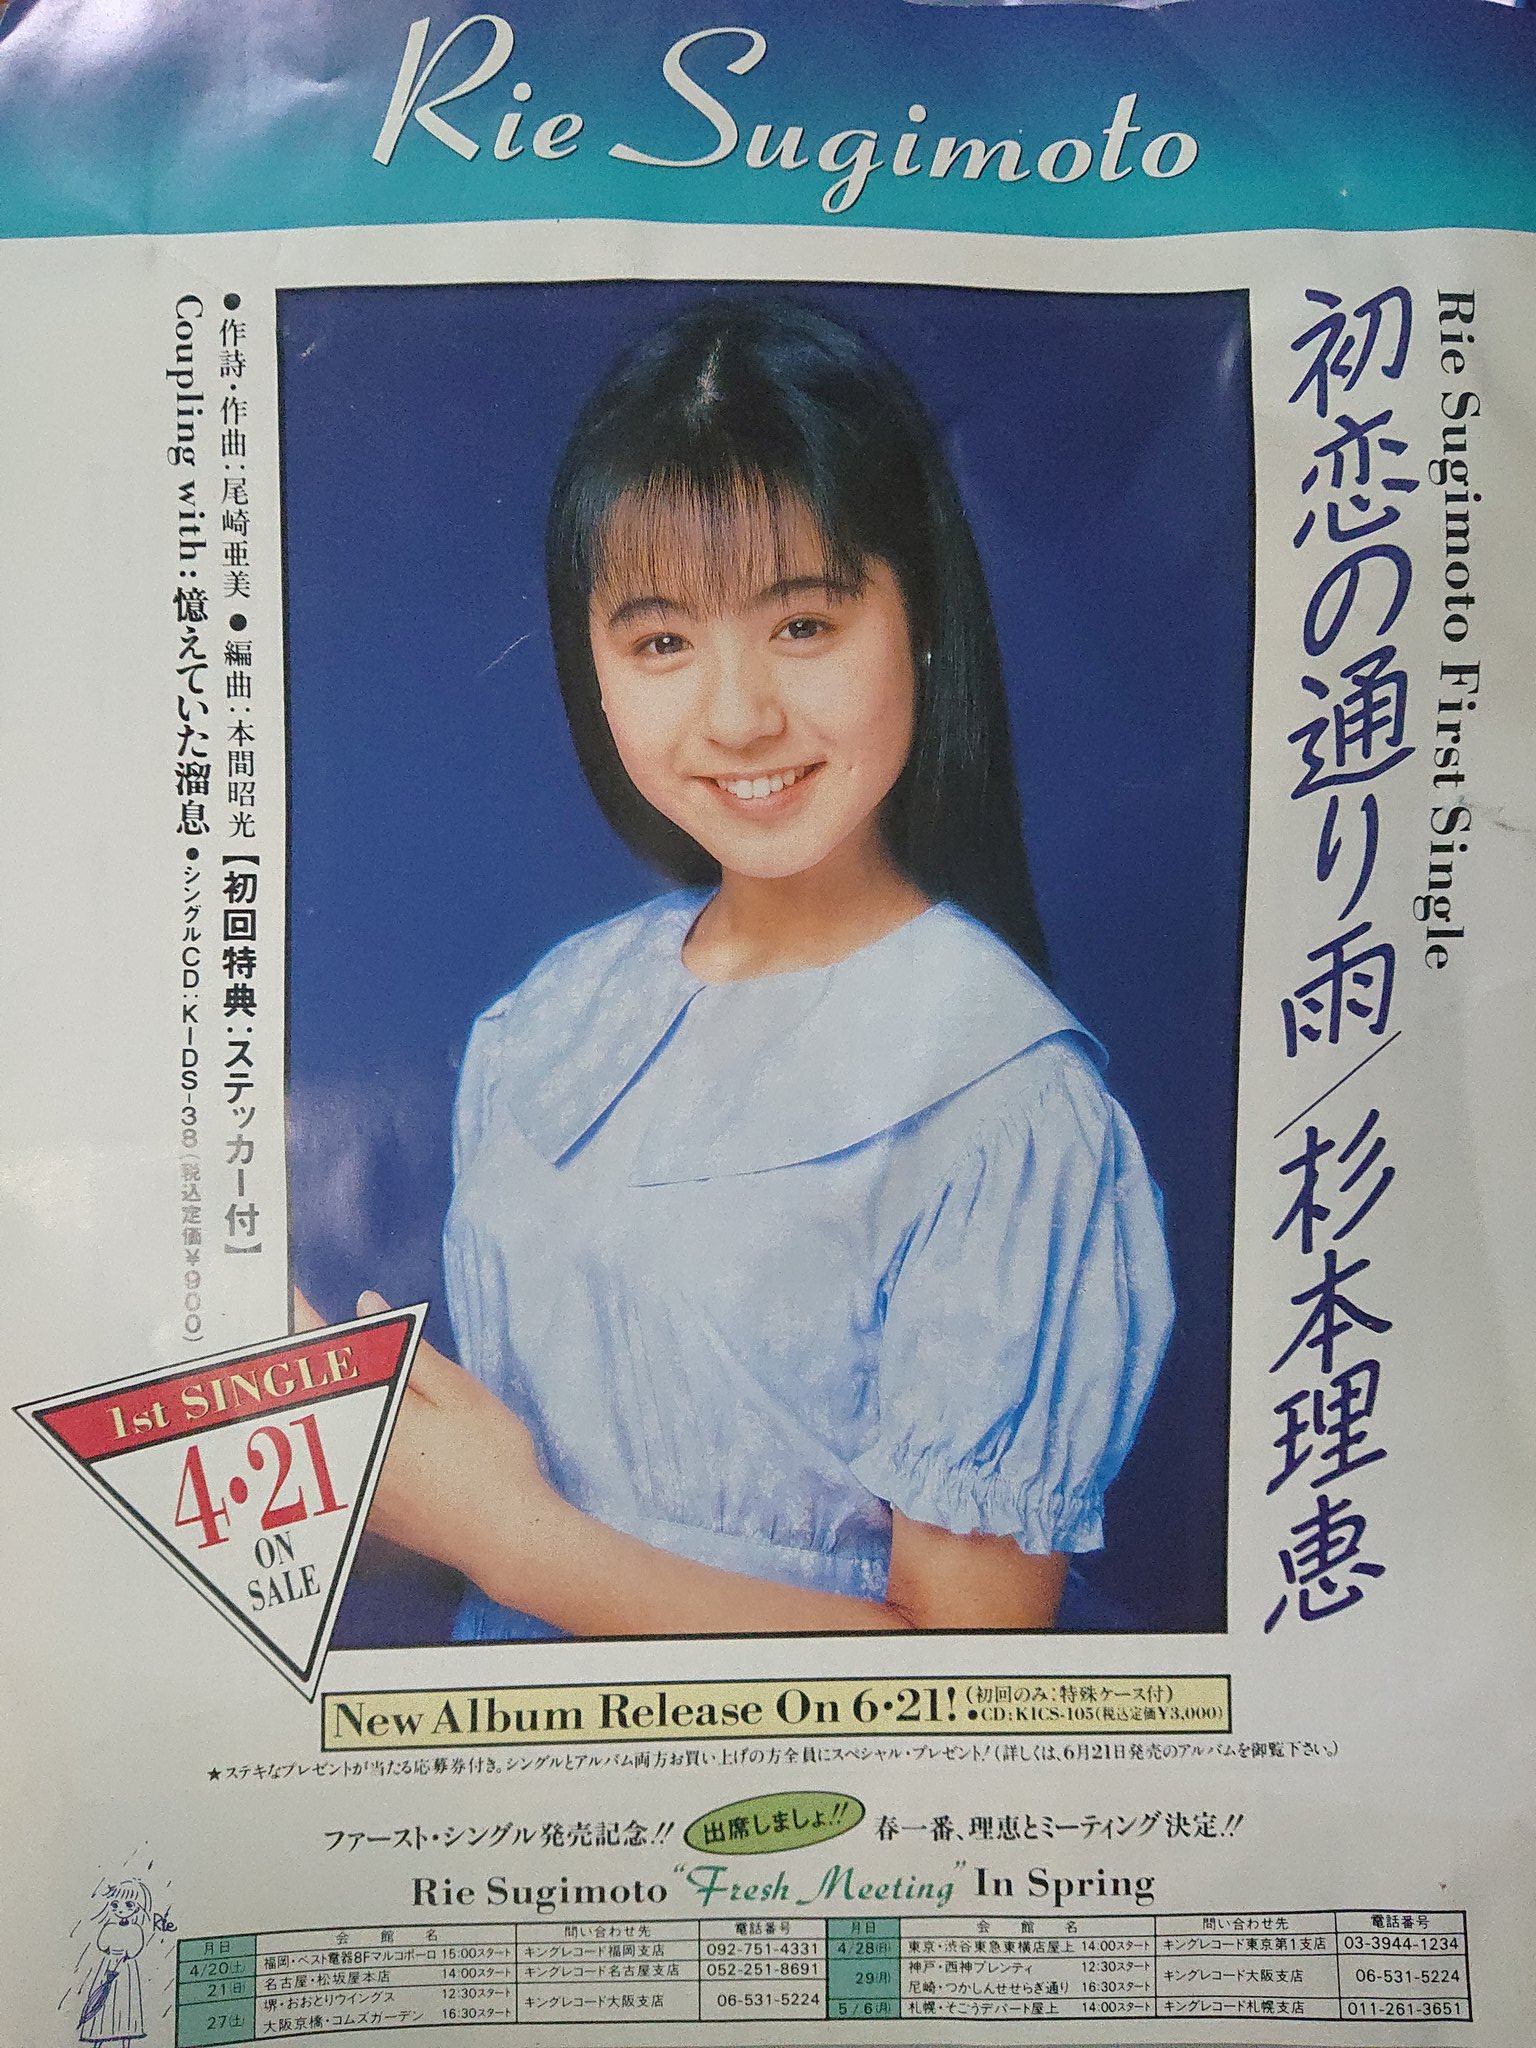 Rie Sugimoto
Rie Sugimoto First Single
初恋の通り雨／杉本理恵
●作詩・作曲:尾崎亜美 ●編曲:本間昭光【初回特典:ステッカー付】
Coupling with:憶えていた溜息 ●シングルCD:KIDS-38(税込定価¥900)
1st SINGLE
4・21
ON
SALE
New Album Release On 6・21!
(初回のみ:特殊ケース付)
●CD:KICS-105(税込定価¥3,000)
★ステキなプレゼントが当たる応募券付き。シングルとアルバム両方お買い上げの方全員にスペシャル・プレゼント!(詳しくは、6月21日発売のアルバムを御覧下さい。)
ファースト・シングル発売記念!! 出席しましょ!! 春一番、理恵とミーティング決定!!
Rie Sugimoto "Fresh Meeting" In Spring
Rie
月日 会館名 問い合わせ先 電話番号
4/20(土) 福岡・ベスト電器8Fマルコポーロ 15:00スタート キングレコード福岡支店 092-751-4331
21(日) 名古屋・松坂屋本店 14:00スタート キングレコード名古屋支店 052-251-8691
27(土) 堺・おおとりウイングス 12:30スタート キングレコード大阪支店 06-531-5224
大阪京橋・コムズガーデン 16:30スタート
月日 会館名 問い合わせ先 電話番号
4/28(日) 東京・渋谷東急東横店屋上 14:00スタート キングレコード東京第1支店 03-3944-1234
29(月) 神戸・西神プレンティ 12:30スタート キングレコード大阪支店 06-531-5224
尼崎・つかしんせせらぎ通り 16:30スタート
5/6(月) 札幌・そごうデパート屋上 14:00スタート キングレコード札幌支店 011-261-3651